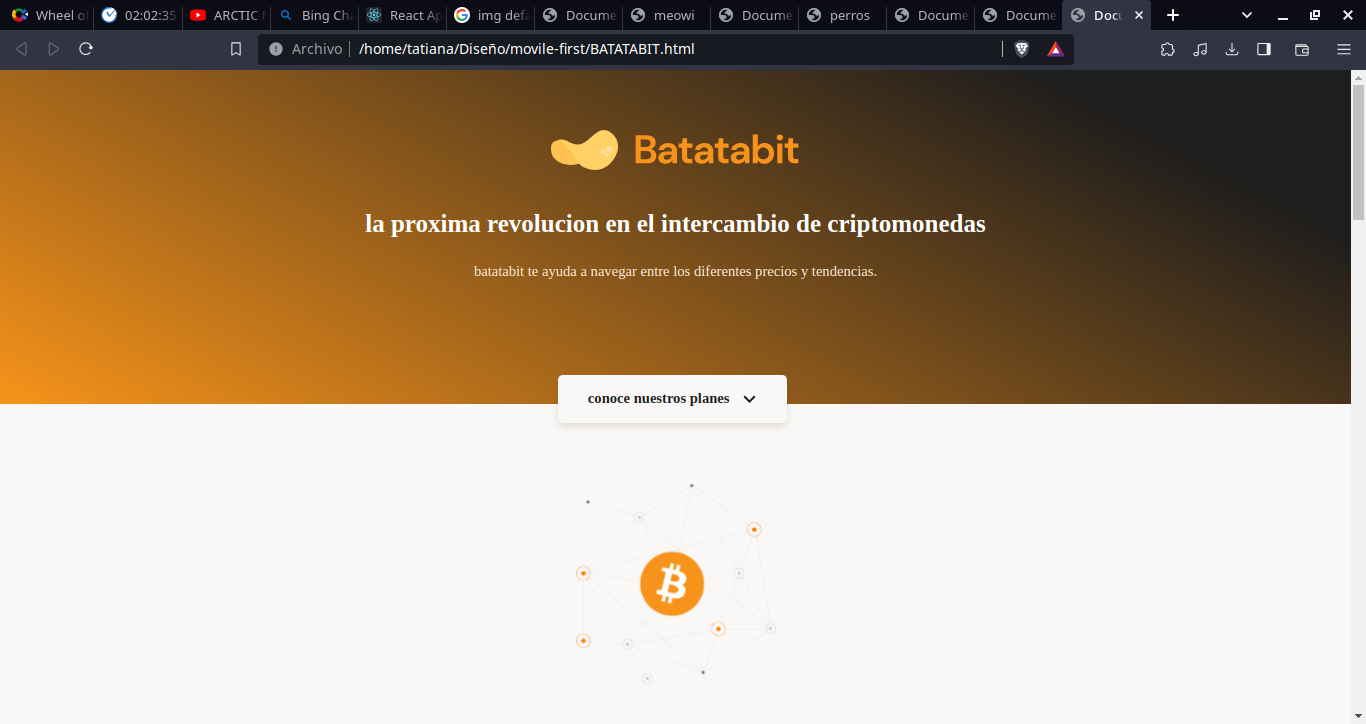 Wheel of
02:02:35
ARCTIC
Bing Cha
React Ap
img defa
Docume
meowi
Docume
perros
Docume
Docume
Docu
Archivo
/home/tatiana/Diseño/movile-first/BATATABIT.html
Batatabit
la proxima revolucion en el intercambio de criptomonedas
batatabit te ayuda a navegar entre los diferentes precios y tendencias.
conoce nuestros planes